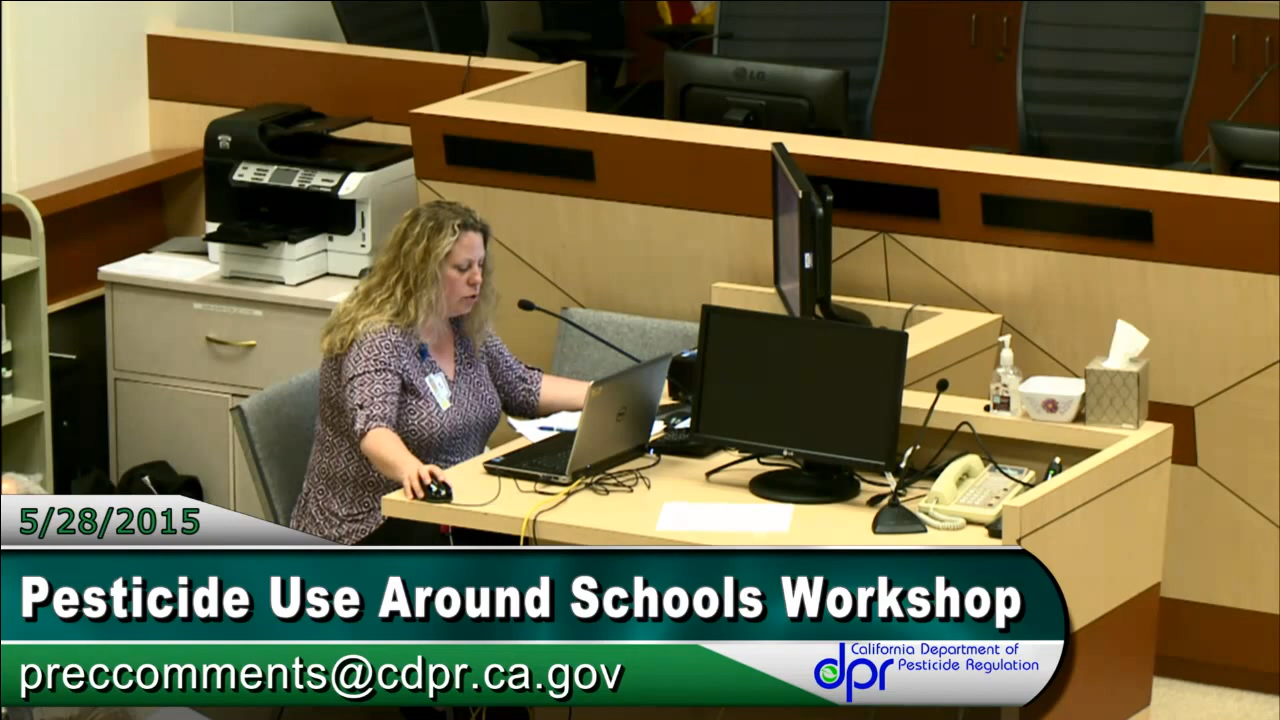 LG
DELL
5/28/2015
Pesticide Use Around Schools Workshop
preccomments@cdpr.ca.gov
dpr
California Department of
Pesticide Regulation